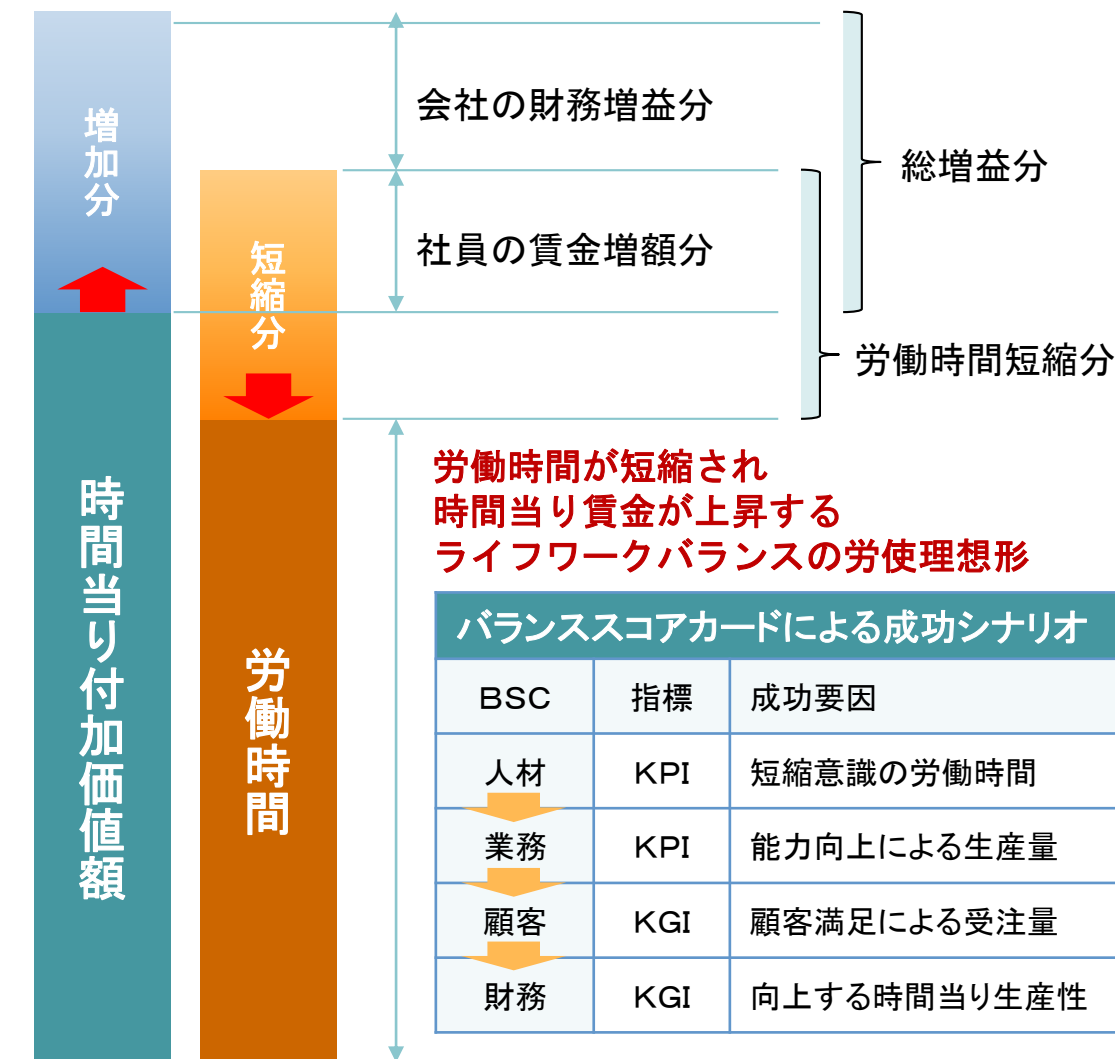 増加分
時間当り付加価値額
短縮分
労働時間
会社の財務増益分
社員の賃金増額分
総増益分
労働時間短縮分
労働時間が短縮され
時間当り賃金が上昇する
ライフワークバランスの労使理想形
バランススコアカードによる成功シナリオ
BSC 指標 成功要因
人材 KPI 短縮意識の労働時間
業務 KPI 能力向上による生産量
顧客 KGI 顧客満足による受注量
財務 KGI 向上する時間当り生産性